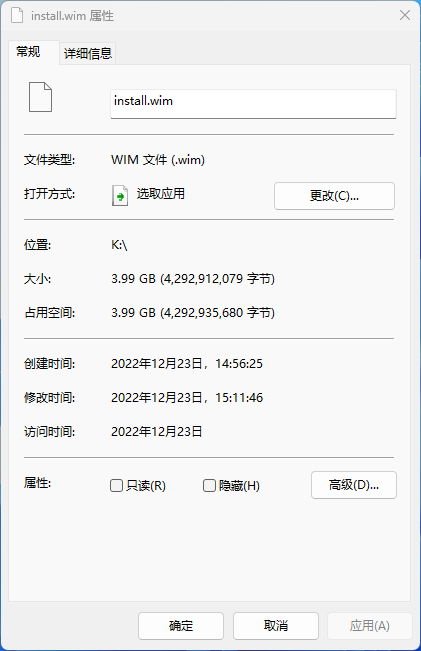 install.wim 属性
常规
详细信息
install.wim
文件类型: WIM 文件 (.wim)
打开方式: 选取应用 更改(C)...
位置: K:\
大小: 3.99 GB (4,292,912,079 字节)
占用空间: 3.99 GB (4,292,935,680 字节)
创建时间: 2022年12月23日，14:56:25
修改时间: 2022年12月23日，15:11:46
访问时间: 2022年12月23日
属性: 只读(R) 隐藏(H) 高级(D)...
确定 取消 应用(A)